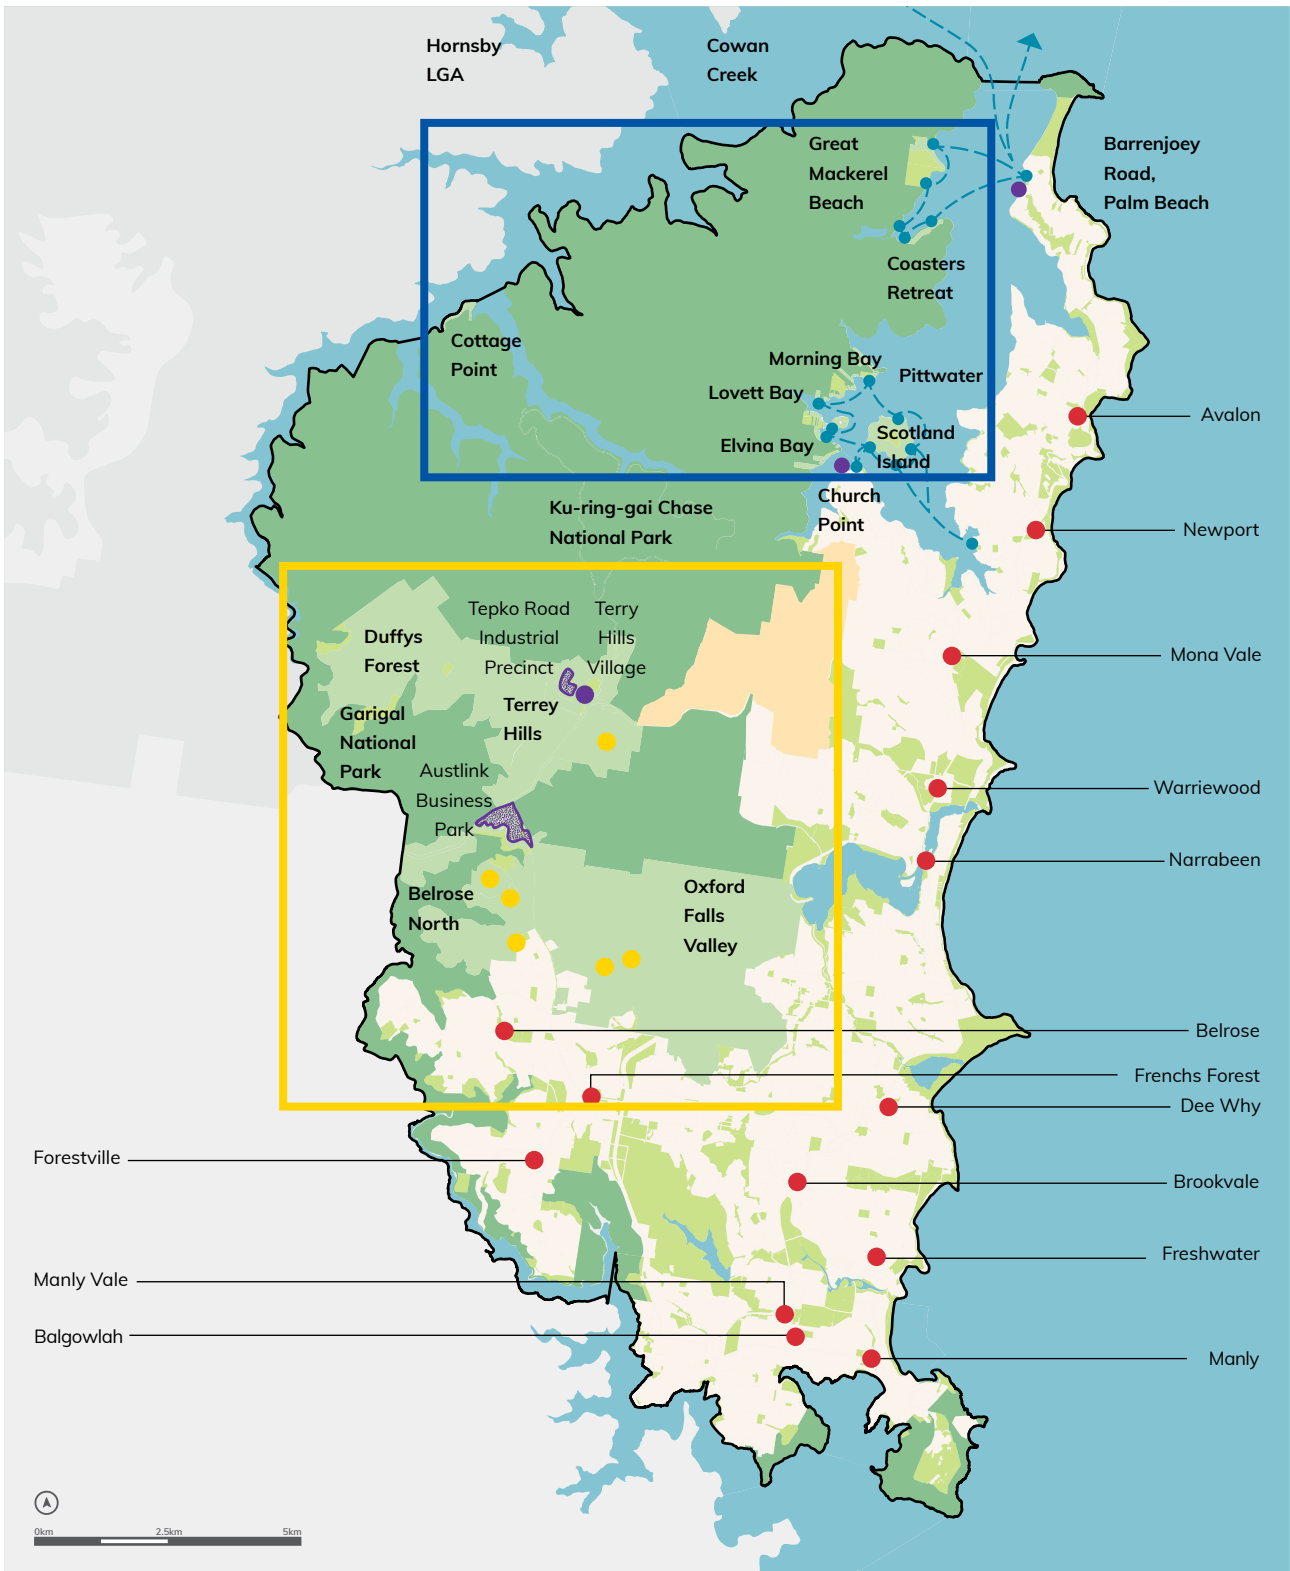 Hornsby
LGA
Cowan
Creek
Great
Mackerel
Beach
Barrenjoey
Road,
Palm Beach
Coasters
Retreat
Cottage
Point
Morning Bay
Pittwater
Lovett Bay
Avalon
Scotland
Island
Elvina Bay
Church
Point
Ku-ring-gai Chase
National Park
Newport
Tepko Road
Industrial
Precinct
Terry
Hills
Village
Duffys
Forest
Mona Vale
Terrey
Hills
Garigal
National
Park
Austlink
Business
Park
Warriewood
Narrabeen
Belrose
North
Oxford
Falls
Valley
Belrose
Frenchs Forest
Dee Why
Forestville
Brookvale
Freshwater
Manly Vale
Balgowlah
Manly
0km
2.5km
5km